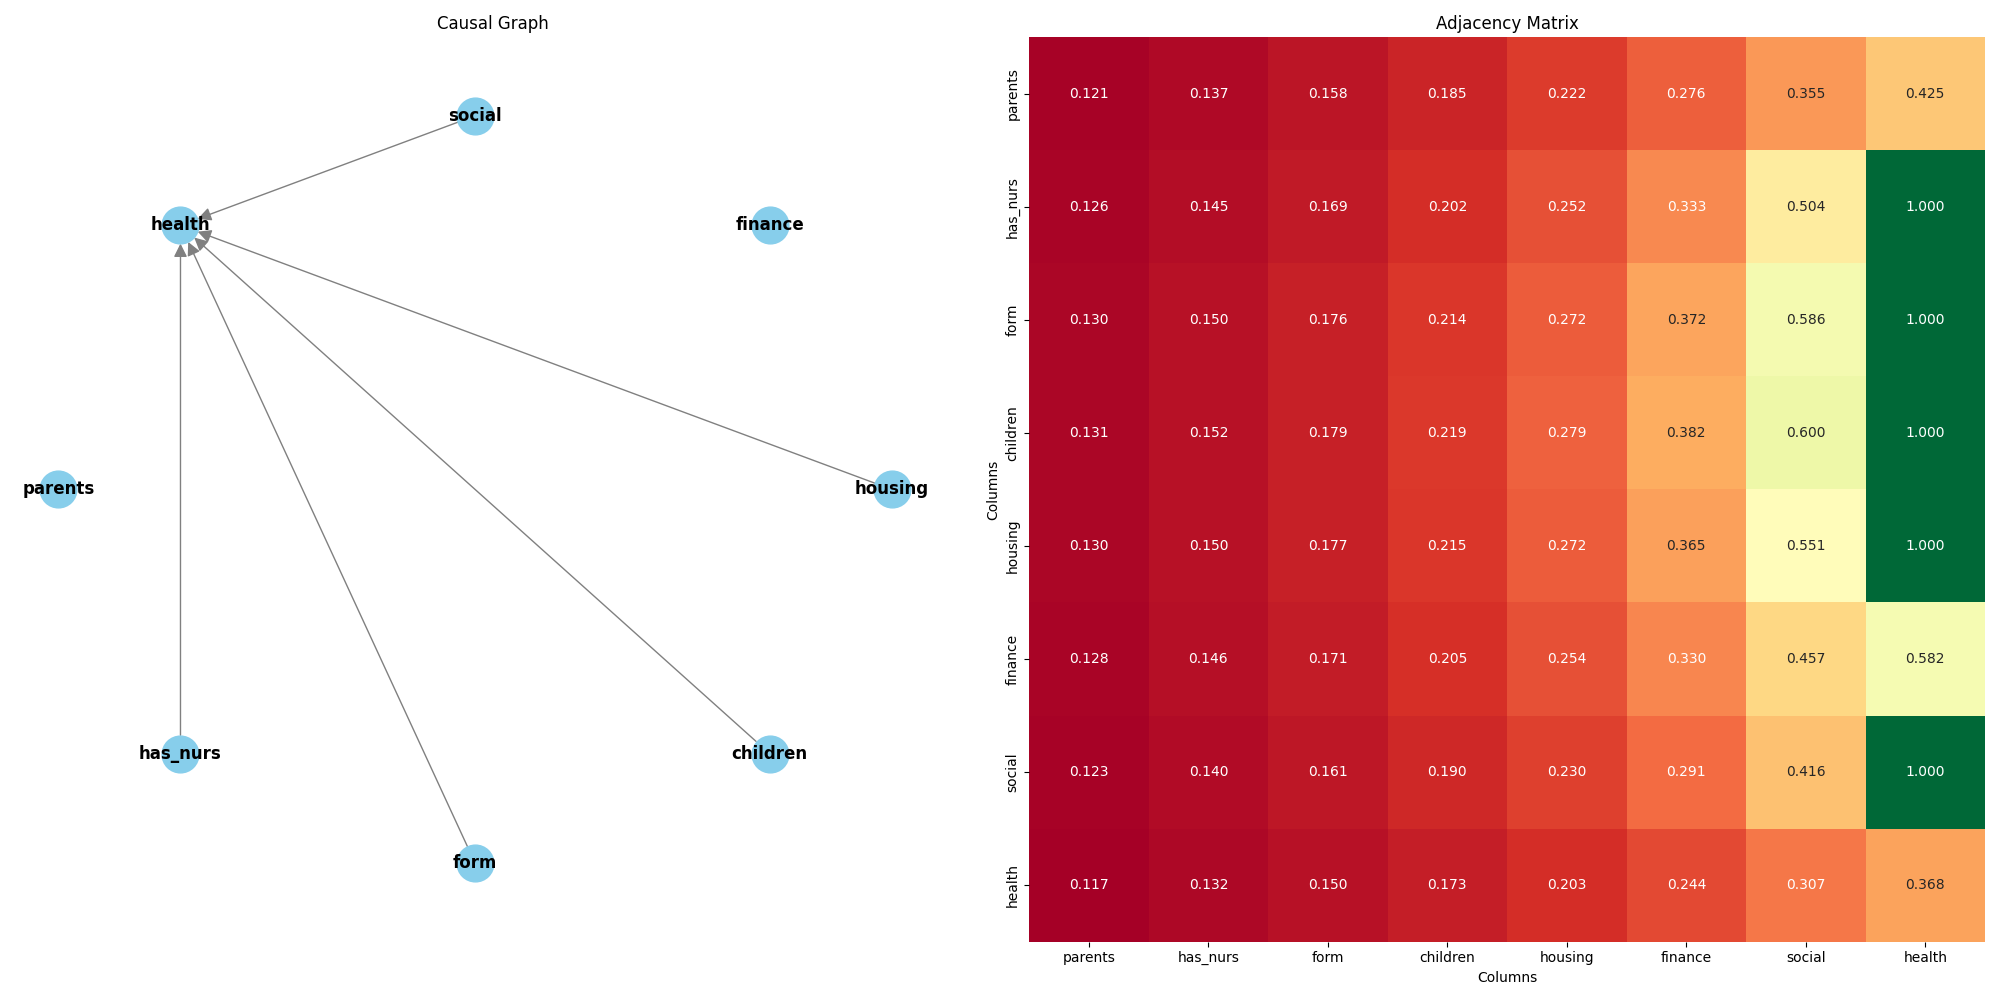 Causal Graph
social
health
finance
parents
housing
has_nurs
children
form
Adjacency Matrix
parents 0.121 0.137 0.158 0.185 0.222 0.276 0.355 0.425
has_nurs 0.126 0.145 0.169 0.202 0.252 0.333 0.504 1.000
form 0.130 0.150 0.176 0.214 0.272 0.372 0.586 1.000
children 0.131 0.152 0.179 0.219 0.279 0.382 0.600 1.000
Columns
housing 0.130 0.150 0.177 0.215 0.272 0.365 0.551 1.000
finance 0.128 0.146 0.171 0.205 0.254 0.330 0.457 0.582
social 0.123 0.140 0.161 0.190 0.230 0.291 0.416 1.000
health 0.117 0.132 0.150 0.173 0.203 0.244 0.307 0.368
parents has_nurs form children housing finance social health
Columns